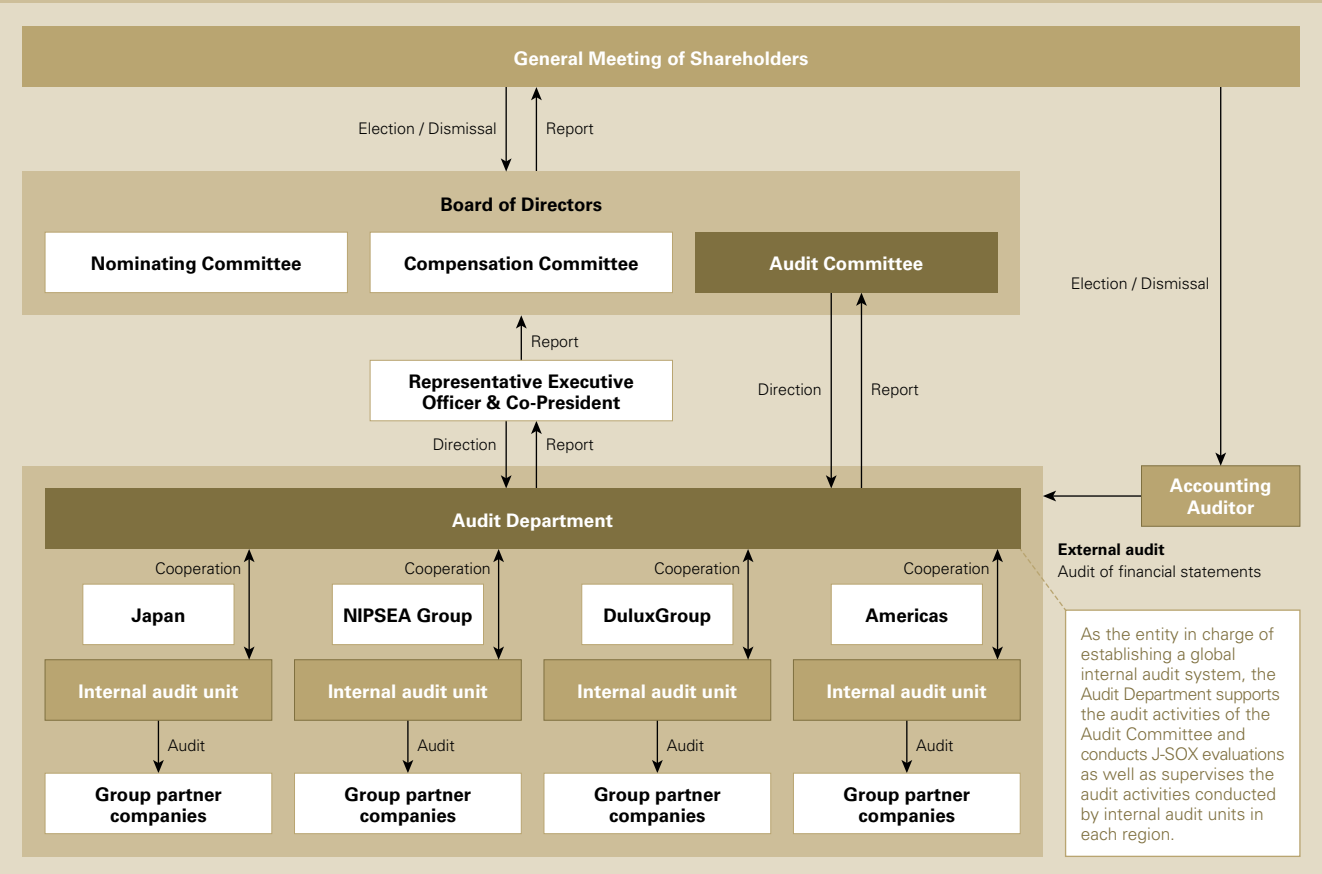 General Meeting of Shareholders
Election / Dismissal
Report
Board of Directors
Nominating Committee
Compensation Committee
Audit Committee
Election / Dismissal
Report
Representative Executive
Officer & Co-President
Direction
Report
Direction
Report
Accounting
Auditor
External audit
Audit of financial statements
Audit Department
Cooperation
Cooperation
Cooperation
Cooperation
Japan
NIPSEA Group
DuluxGroup
Americas
Internal audit unit
Internal audit unit
Internal audit unit
Internal audit unit
Audit
Audit
Audit
Audit
Group partner
companies
Group partner
companies
Group partner
companies
Group partner
companies
As the entity in charge of
establishing a global
internal audit system, the
Audit Department supports
the audit activities of the
Audit Committee and
conducts J-SOX evaluations
as well as supervises the
audit activities conducted
by internal audit units in
each region.